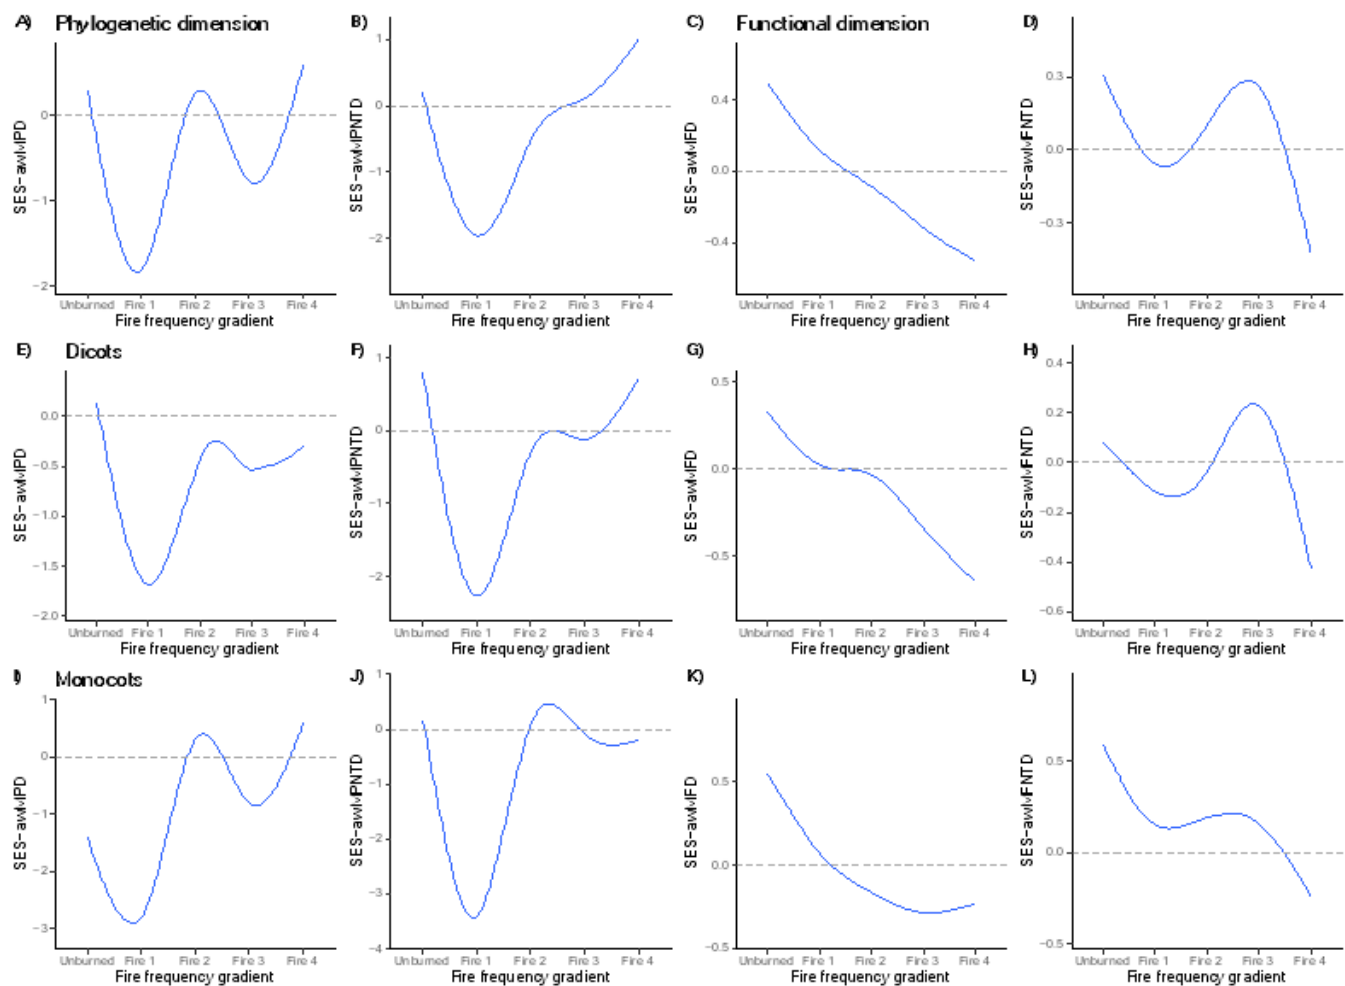 A) Phylogenetic dimension
SES-awMPD
0
-1
-2
Unburned Fire 1 Fire 2 Fire 3 Fire 4
Fire frequency gradient
B)
SES-awMPNTD
1
0
-1
-2
Unburned Fire 1 Fire 2 Fire 3 Fire 4
Fire frequency gradient
C) Functional dimension
SES-awMFD
0.4
0.0
-0.4
Unburned Fire 1 Fire 2 Fire 3 Fire 4
Fire frequency gradient
D)
SES-awMFNTD
0.3
0.0
-0.3
Unburned Fire 1 Fire 2 Fire 3 Fire 4
Fire frequency gradient
E) Dicots
SES-awMPD
0.0
-0.5
-1.0
-1.5
-2.0
Unburned Fire 1 Fire 2 Fire 3 Fire 4
Fire frequency gradient
F)
SES-awMPNTD
1
0
-1
-2
Unburned Fire 1 Fire 2 Fire 3 Fire 4
Fire frequency gradient
G)
SES-awMFD
0.5
0.0
-0.5
Unburned Fire 1 Fire 2 Fire 3 Fire 4
Fire frequency gradient
H)
SES-awMFNTD
0.4
0.2
0.0
-0.2
-0.4
-0.6
Unburned Fire 1 Fire 2 Fire 3 Fire 4
Fire frequency gradient
I) Monocots
SES-awMPD
1
0
-1
-2
-3
Unburned Fire 1 Fire 2 Fire 3 Fire 4
Fire frequency gradient
J)
SES-awMPNTD
1
0
-1
-2
-3
-4
Unburned Fire 1 Fire 2 Fire 3 Fire 4
Fire frequency gradient
K)
SES-awMFD
0.5
0.0
-0.5
Unburned Fire 1 Fire 2 Fire 3 Fire 4
Fire frequency gradient
L)
SES-awMFNTD
0.5
0.0
-0.5
Unburned Fire 1 Fire 2 Fire 3 Fire 4
Fire frequency gradient